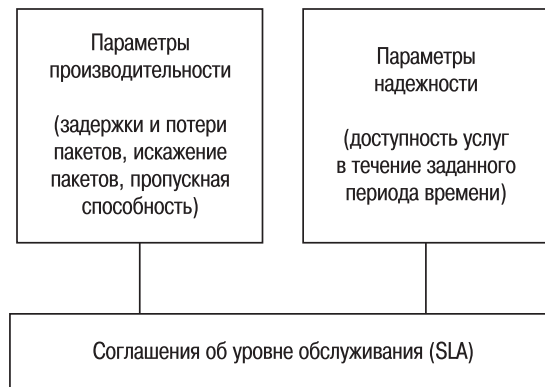 Параметры
производительности
(задержки и потери
пакетов, искажение
пакетов, пропускная
способность)
Параметры
надежности
(доступность услуг
в течение заданного
периода времени)
Соглашения об уровне обслуживания (SLA)